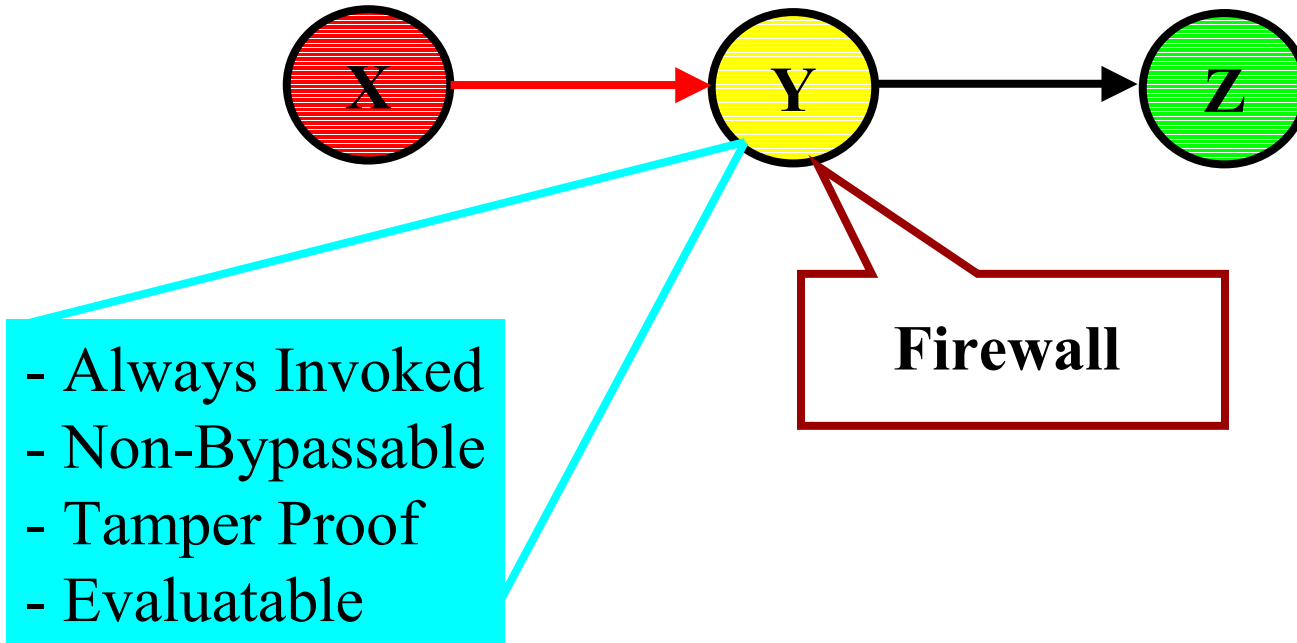 X
Y
Z
Firewall
- Always Invoked
- Non-Bypassable
- Tamper Proof
- Evaluatable